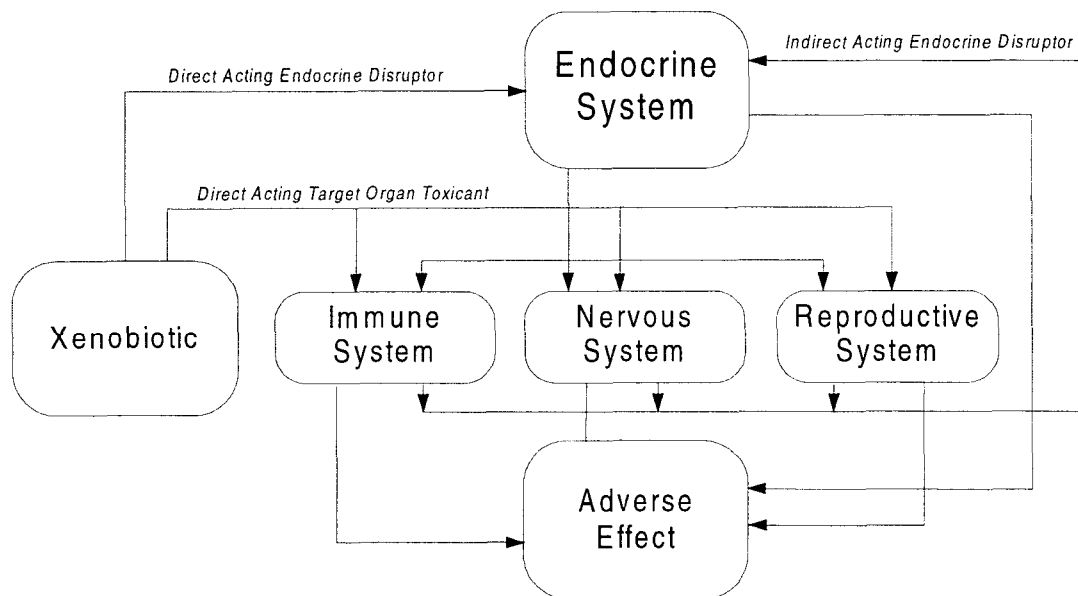 Endocrine
System
Indirect Acting Endocrine Disruptor
Direct Acting Endocrine Disruptor
Direct Acting Target Organ Toxicant
Xenobiotic
Immune
System
Nervous
System
Reproductive
System
Adverse
Effect